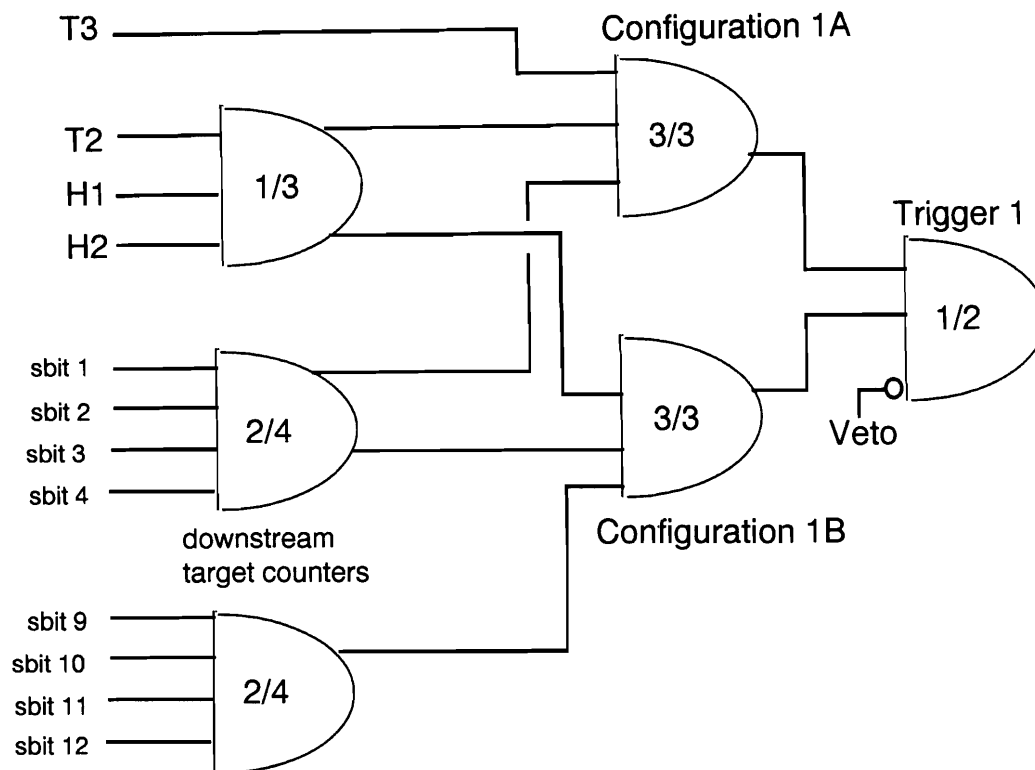 T3
Configuration 1A
T2
H1
H2
1/3
3/3
Trigger 1
1/2
sbit 1
sbit 2
sbit 3
sbit 4
2/4
3/3
Veto
downstream
target counters
Configuration 1B
sbit 9
sbit 10
sbit 11
sbit 12
2/4